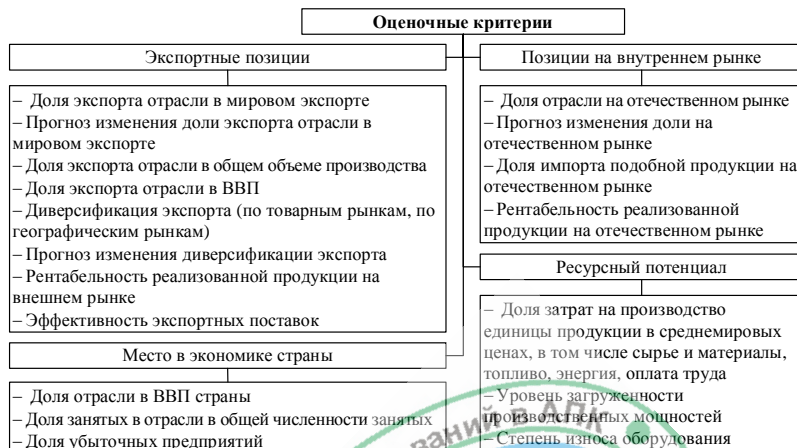 Оценочные критерии
Экспортные позиции
– Доля экспорта отрасли в мировом экспорте
– Прогноз изменения доли экспорта отрасли в
мировом экспорте
– Доля экспорта отрасли в общем объеме производства
– Доля экспорта отрасли в ВВП
– Диверсификация экспорта (по товарным рынкам, по
географическим рынкам)
– Прогноз изменения диверсификации экспорта
– Рентабельность реализованной продукции на
внешнем рынке
– Эффективность экспортных поставок
Место в экономике страны
– Доля отрасли в ВВП страны
– Доля занятых в отрасли в общей численности занятых
– Доля убыточных предприятий
Позиции на внутреннем рынке
– Доля отрасли на отечественном рынке
– Прогноз изменения доли на
отечественном рынке
– Доля импорта подобной продукции на
отечественном рынке
– Рентабельность реализованной
продукции на отечественном рынке
Ресурсный потенциал
– Доля затрат на производство
единицы продукции в среднемировых
ценах, в том числе сырье и материалы,
топливо, энергия, оплата труда
– Уровень загруженности
производственных мощностей
– Степень износа оборудования
в АПК